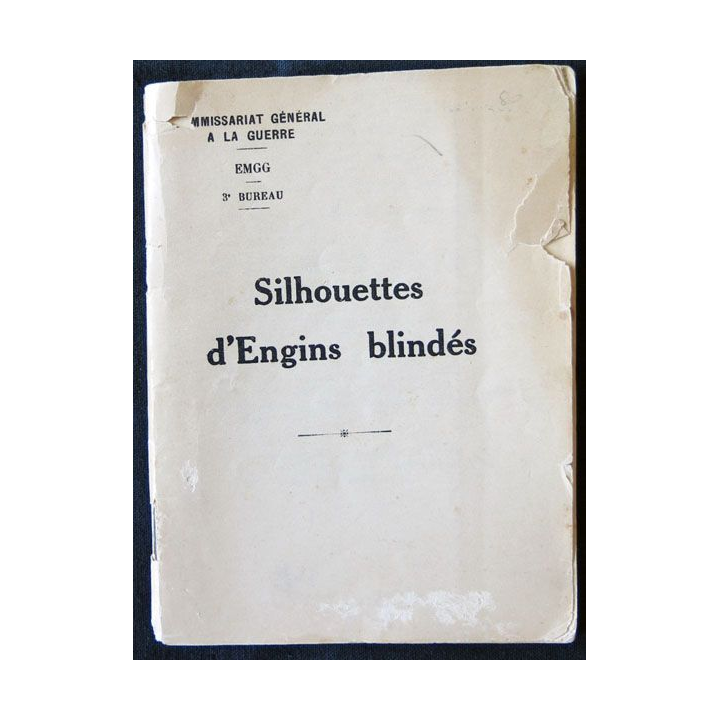 MMISSARIAT GÉNÉRAL
A LA GUERRE
EMGG
3e BUREAU
Silhouettes
d'Engins blindés